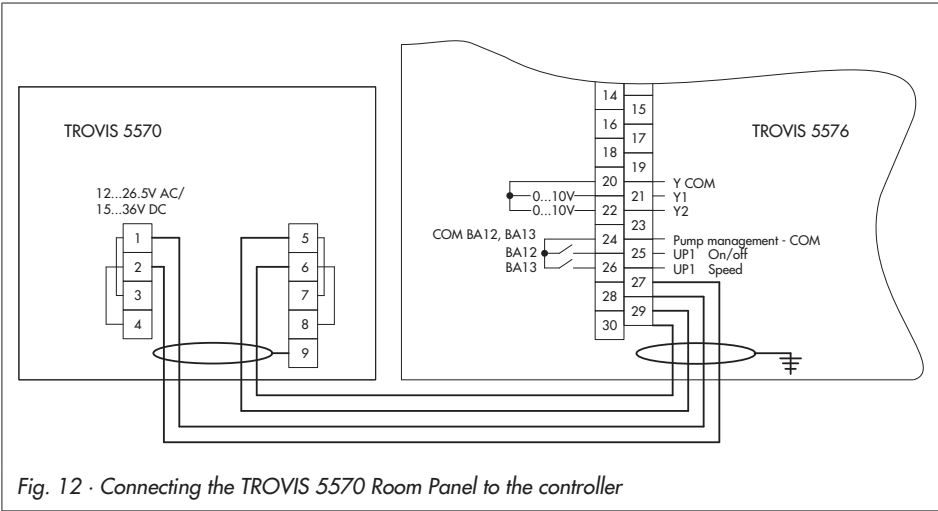 TROVIS 5570
12...26.5V AC/
15...36V DC
1
2
3
4
5
6
7
8
9
TROVIS 5576
14
15
16
17
18
19
20
21
22
23
24
25
26
27
28
29
30
0...10V
0...10V
COM BA12, BA13
BA12
BA13
Y COM
Y1
Y2
Pump management - COM
UP1 On/off
UP1 Speed
Fig. 12 · Connecting the TROVIS 5570 Room Panel to the controller